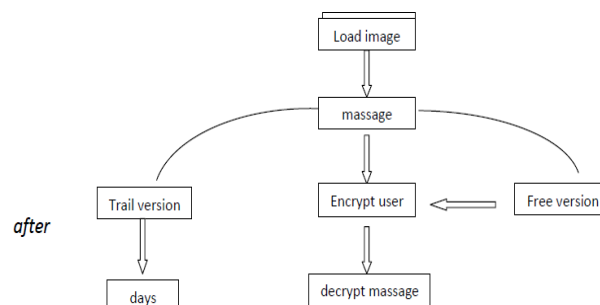 Load image
massage
Trail version
Encrypt user
Free version
after
days
decrypt massage